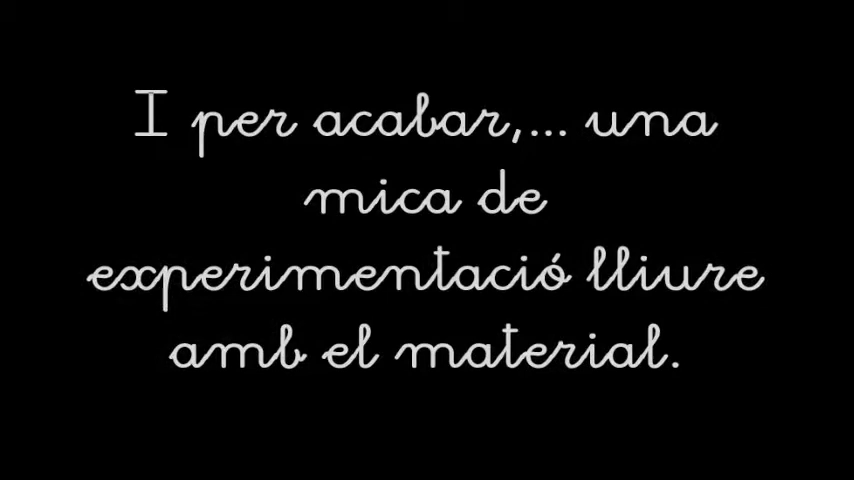 I per acabar,... una
mica de
experimentació lliure
amb el material.